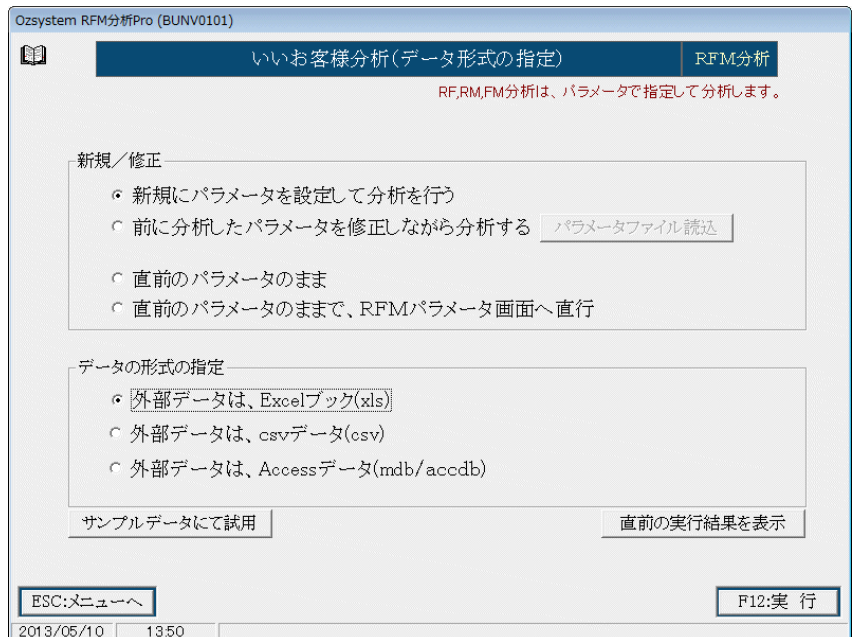 Ozsystem RFM分析Pro (BUNV0101)
いいお客様分析(データ形式の指定) RFM分析
RF,RM,FM分析は、パラメータで指定して分析します。
新規／修正
新規にパラメータを設定して分析を行う
前に分析したパラメータを修正しながら分析する パラメータファイル読込
直前のパラメータのまま
直前のパラメータのままで、RFMパラメータ画面へ直行
データの形式の指定
外部データは、Excelブック(xls)
外部データは、csvデータ(csv)
外部データは、Accessデータ(mdb/accdb)
サンプルデータにて試用 直前の実行結果を表示
ESC:メニューへ F12:実 行
2013/05/10 13:50